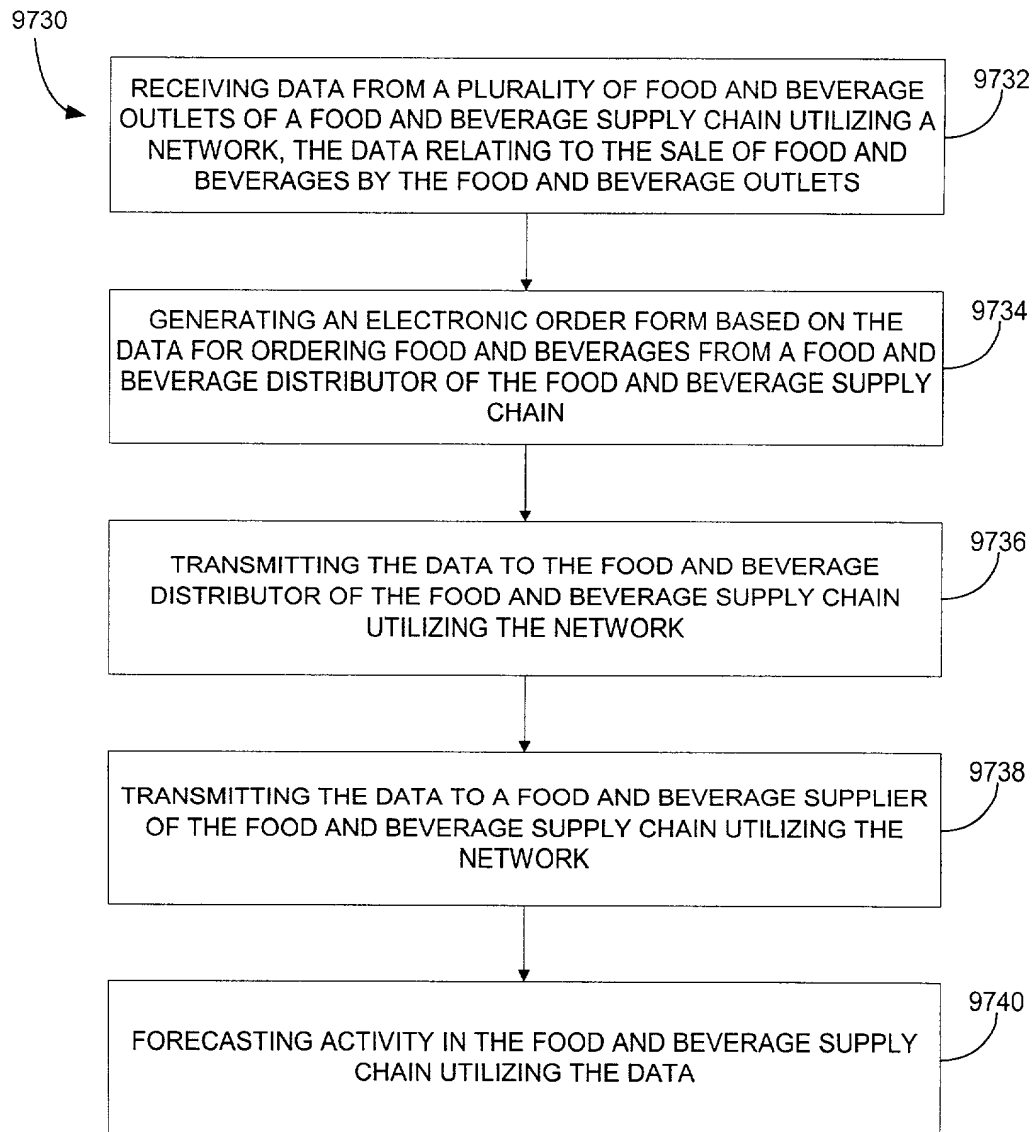 9730
RECEIVING DATA FROM A PLURALITY OF FOOD AND BEVERAGE
OUTLETS OF A FOOD AND BEVERAGE SUPPLY CHAIN UTILIZING A
NETWORK, THE DATA RELATING TO THE SALE OF FOOD AND
BEVERAGES BY THE FOOD AND BEVERAGE OUTLETS
9732
GENERATING AN ELECTRONIC ORDER FORM BASED ON THE
DATA FOR ORDERING FOOD AND BEVERAGES FROM A FOOD AND
BEVERAGE DISTRIBUTOR OF THE FOOD AND BEVERAGE SUPPLY
CHAIN
9734
TRANSMITTING THE DATA TO THE FOOD AND BEVERAGE
DISTRIBUTOR OF THE FOOD AND BEVERAGE SUPPLY CHAIN
UTILIZING THE NETWORK
9736
TRANSMITTING THE DATA TO A FOOD AND BEVERAGE SUPPLIER
OF THE FOOD AND BEVERAGE SUPPLY CHAIN UTILIZING THE
NETWORK
9738
FORECASTING ACTIVITY IN THE FOOD AND BEVERAGE SUPPLY
CHAIN UTILIZING THE DATA
9740